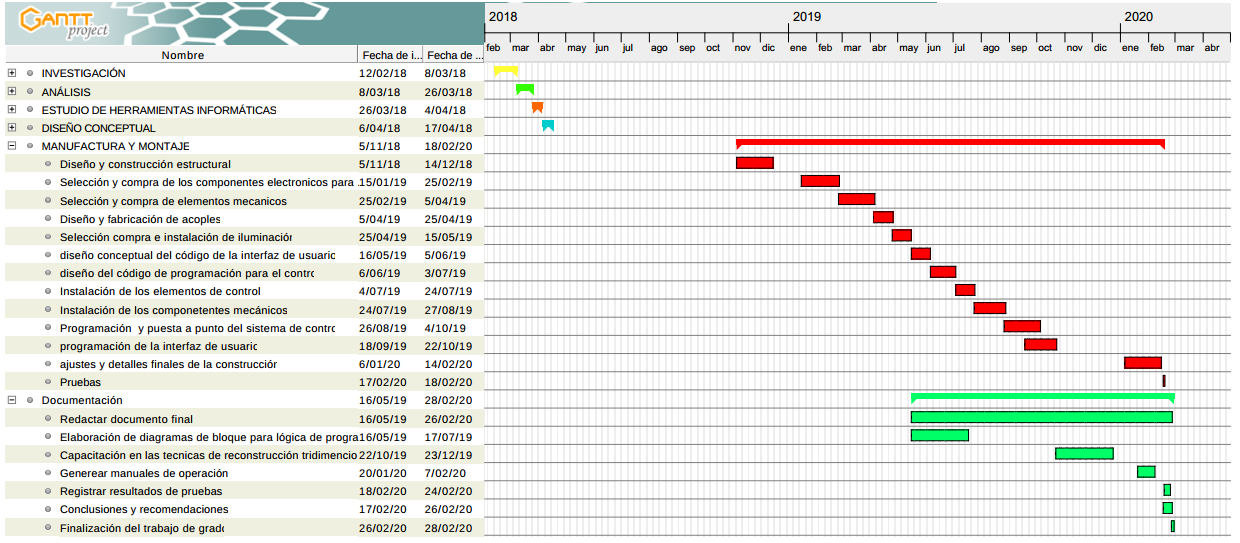 GANTT project
2018 2019 2020
feb mar abr may jun jul ago sep oct nov dic ene feb mar abr may jun jul ago sep oct nov dic ene feb mar abr
Nombre Fecha de i... Fecha de ...
INVESTIGACIÓN 12/02/18 8/03/18
ANÁLISIS 8/03/18 26/03/18
ESTUDIO DE HERRAMIENTAS INFORMÁTICAS 26/03/18 4/04/18
DISEÑO CONCEPTUAL 6/04/18 17/04/18
MANUFACTURA Y MONTAJE 5/11/18 18/02/20
Diseño y construcción estructural 5/11/18 14/12/18
Selección y compra de los componentes electronicos para 15/01/19 25/02/19
Selección y compra de elementos mecanicos 25/02/19 5/04/19
Diseño y fabricación de acoples 5/04/19 25/04/19
Selección compra e instalación de iluminación 25/04/19 15/05/19
diseño conceptual del código de la interfaz de usuaric 16/05/19 5/06/19
diseño del código de programación para el contrc 6/06/19 3/07/19
Instalación de los elementos de control 4/07/19 24/07/19
Instalación de los componetentes mecánicos 24/07/19 27/08/19
Programación y puesta a punto del sistema de contrc 26/08/19 4/10/19
programación de la interfaz de usuaric 18/09/19 22/10/19
ajustes y detalles finales de la construcciór 6/01/20 14/02/20
Pruebas 17/02/20 18/02/20
Documentación 16/05/19 28/02/20
Redactar documento final 16/05/19 26/02/20
Elaboración de diagramas de bloque para lógica de progra 16/05/19 17/07/19
Capacitación en las tecnicas de reconstrucción tridimencio 22/10/19 23/12/19
Generear manuales de operación 20/01/20 7/02/20
Registrar resultados de pruebas 18/02/20 24/02/20
Conclusiones y recomendaciones 17/02/20 26/02/20
Finalización del trabajo de gradc 26/02/20 28/02/20